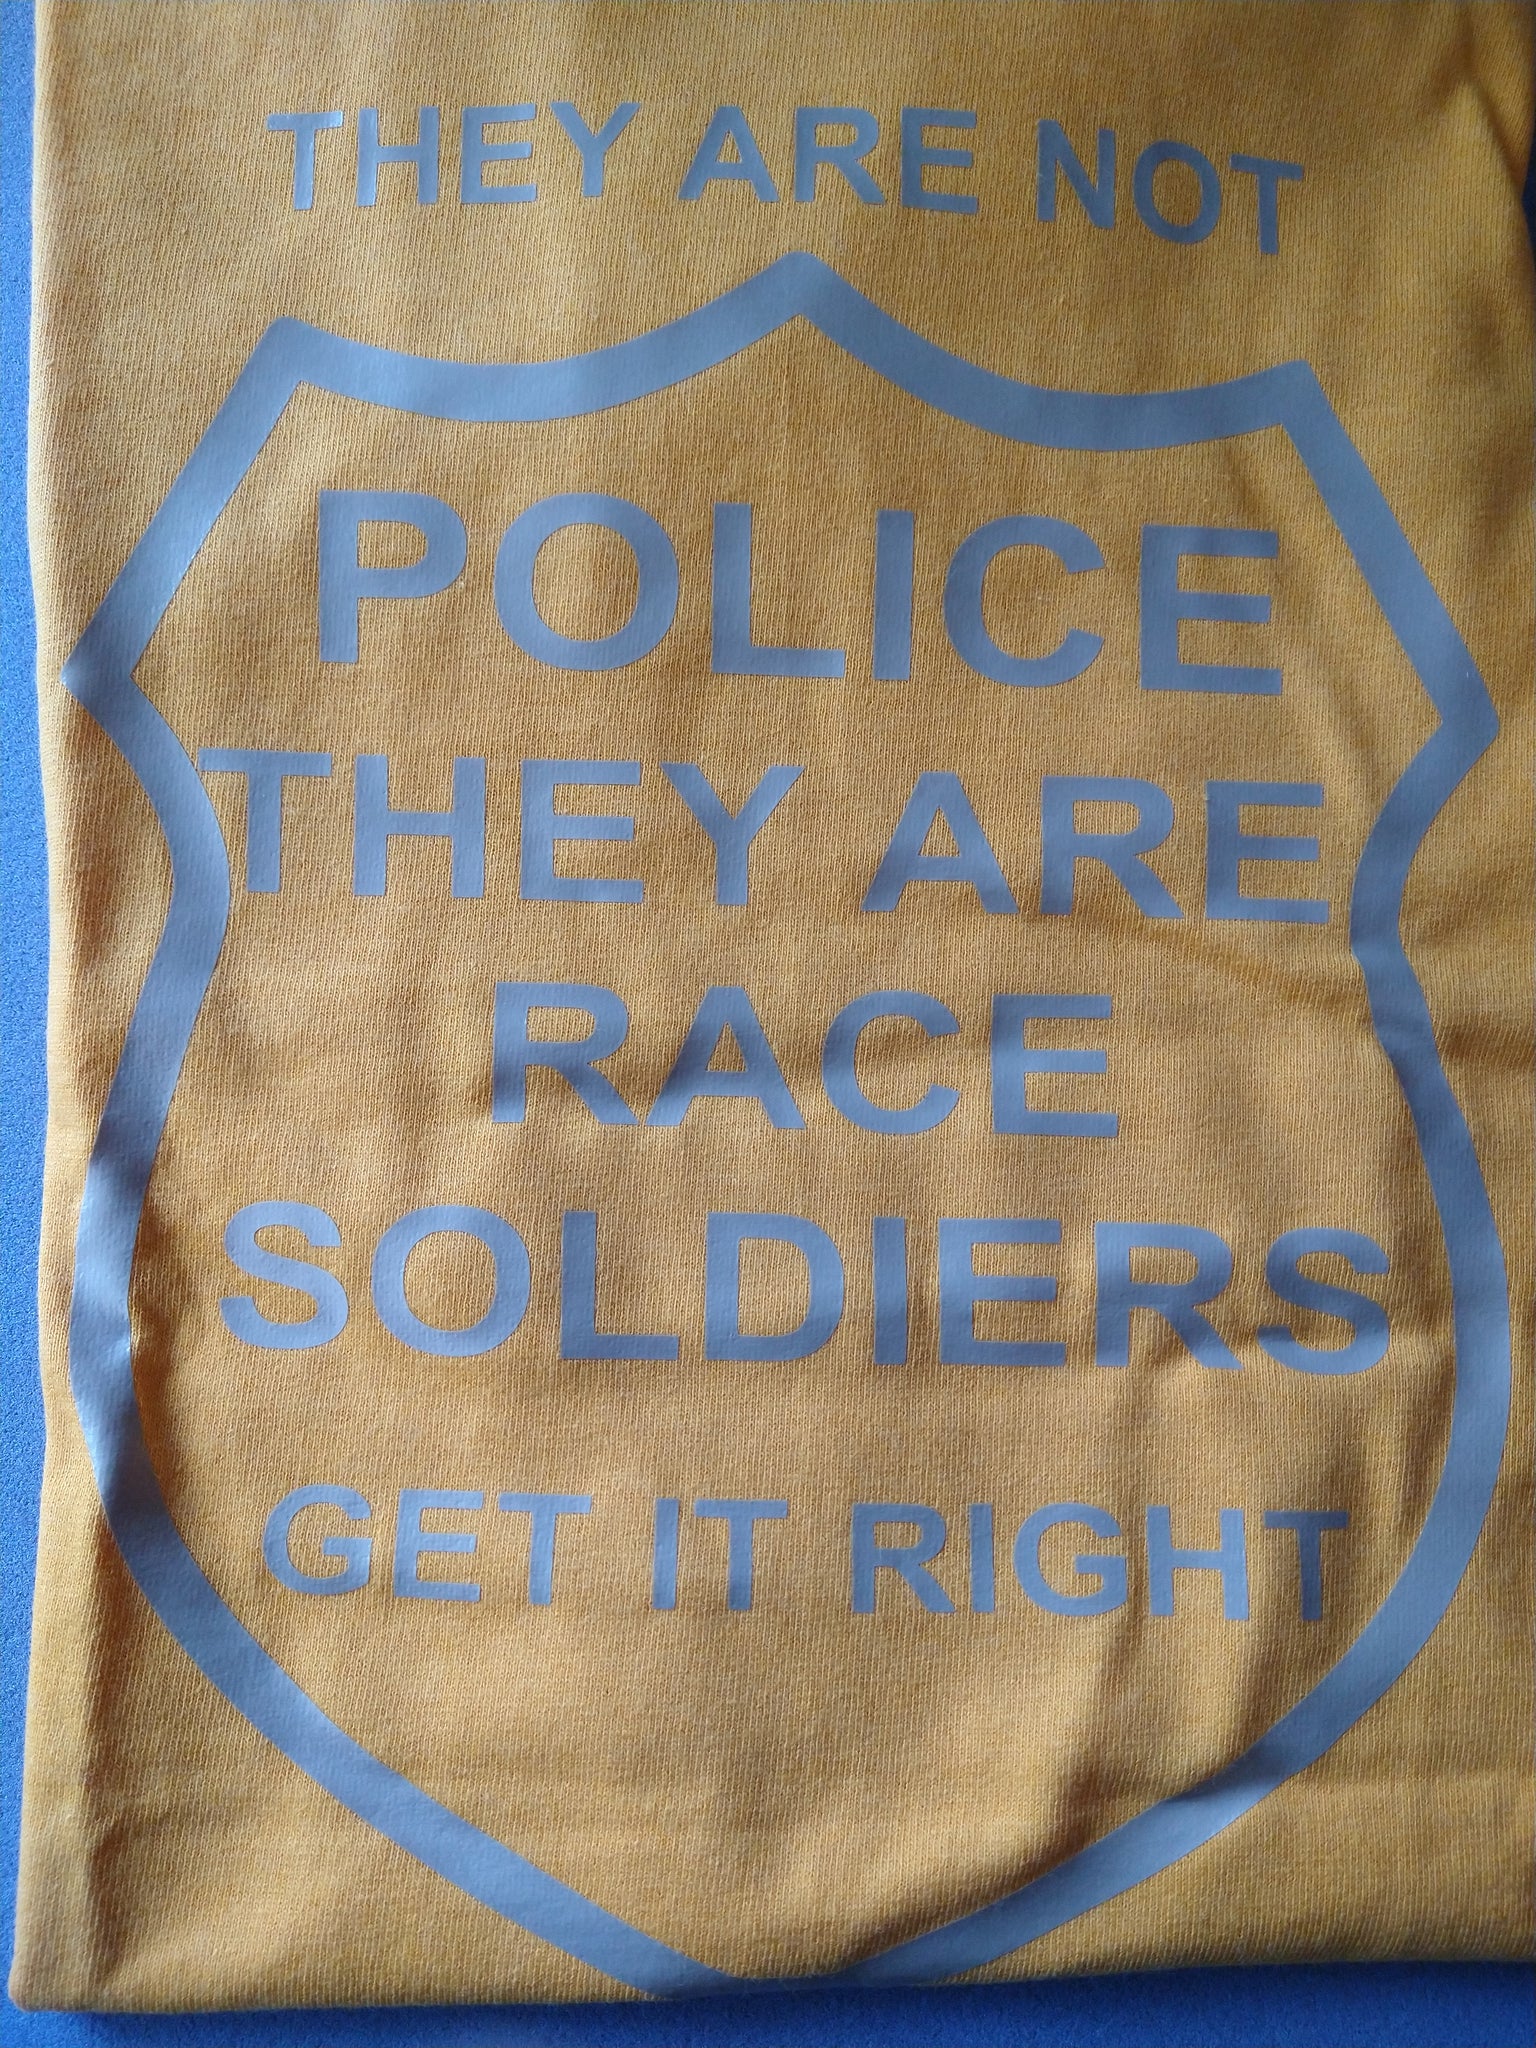 THEY ARE NOT
POLICE
THEY ARE
RACE
SOLDIERS
GET IT RIGHT